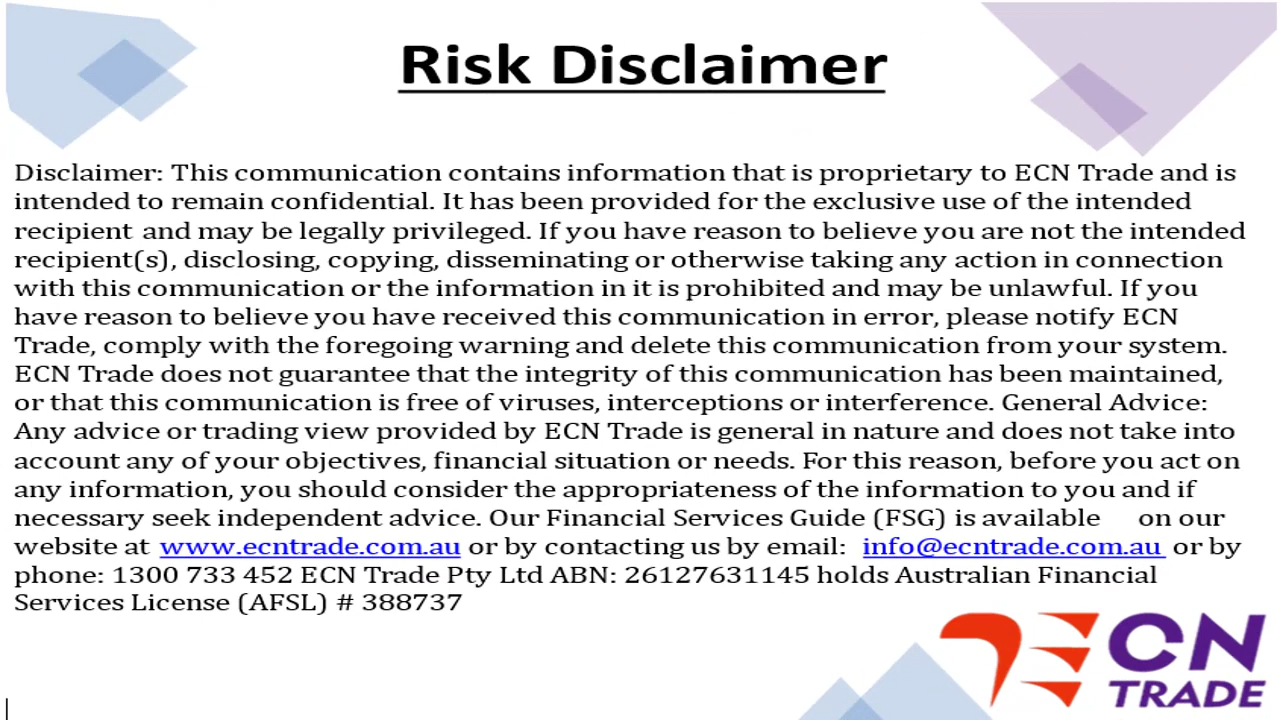 Risk Disclaimer
Disclaimer: This communication contains information that is proprietary to ECN Trade and is
intended to remain confidential. It has been provided for the exclusive use of the intended
recipient and may be legally privileged. If you have reason to believe you are not the intended
recipient(s), disclosing, copying, disseminating or otherwise taking any action in connection
with this communication or the information in it is prohibited and may be unlawful. If you
have reason to believe you have received this communication in error, please notify ECN
Trade, comply with the foregoing warning and delete this communication from your system.
ECN Trade does not guarantee that the integrity of this communication has been maintained,
or that this communication is free of viruses, interceptions or interference. General Advice:
Any advice or trading view provided by ECN Trade is general in nature and does not take into
account any of your objectives, financial situation or needs. For this reason, before you act on
any information, you should consider the appropriateness of the information to you and if
necessary seek independent advice. Our Financial Services Guide (FSG) is available on our
website at www.ecntrade.com.au or by contacting us by email: info@ecntrade.com.au or by
phone: 1300 733 452 ECN Trade Pty Ltd ABN: 26127631145 holds Australian Financial
Services License (AFSL) # 388737
ECN
TRADE